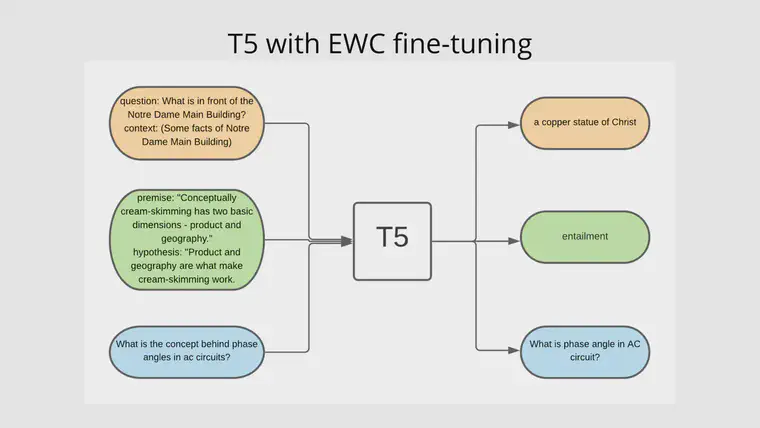 T5 with EWC fine-tuning
question: What is in front of the
Notre Dame Main Building?
context: (Some facts of Notre
Dame Main Building)
a copper statue of Christ
premise: "Conceptually
cream-skimming has two basic
dimensions - product and
geography."
hypothesis: "Product and
geography are what make
cream-skimming work.
T5
entailment
What is the concept behind phase
angles in ac circuits?
What is phase angle in AC
circuit?